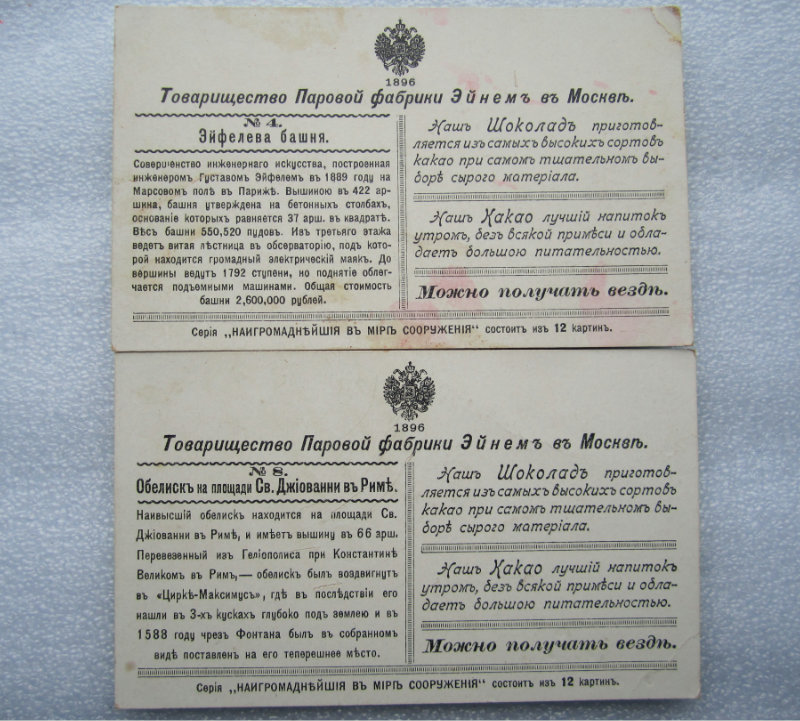 1896
Товарищество Паровой фабрики Эйнемъ въ Москвѣ.
№ 4.
Эйфелева башня.
Совершенство инженернаго искусства, построенная
инженеромъ Густавомъ Эйфелемъ въ 1889 году на
Марсовомъ полѣ въ Парижѣ. Вышиною въ 422 ар-
шина, башня утверждена на бетонныхъ столбахъ,
основаніе которыхъ равняется 37 арш. въ квадратѣ.
Вѣсъ башни 550,520 пудовъ. Изъ третьяго этажа
ведетъ витая лѣстница въ обсерваторію, подъ кото-
рой находится громадный электрическій маякъ. До
вершины ведутъ 1792 ступени, но поднятіе облег-
чается подъемными машинами. Общая стоимость
башни 2,600,000 рублей.
Нашъ Шоколадъ приготов-
ляется изъ самыхъ высокихъ сортовъ
какао при самомъ тщательномъ вы-
борѣ сырого матеріала.
Нашъ Какао лучшій напитокъ
утромъ, безъ всякой примѣси и обла-
даетъ большою питательностью.
Можно получать вездѣ.
Серія „НАИГРОМАДНѢЙШІЯ ВЪ МІРѢ СООРУЖЕНІЯ“ состоитъ изъ 12 картинъ.
1896
Товарищество Паровой фабрики Эйнемъ въ Москвѣ.
№ 8.
Обелискъ на площади Св. Джіованни въ Римѣ.
Наивысшій обелискъ находится на площади Св.
Джіованни въ Римѣ, и имѣетъ вышину въ 66 арш.
Перевезенный изъ Геліополиса при Константинѣ
Великомъ въ Римъ,— обелискъ былъ воздвигнутъ
въ «Циркѣ-Максимусъ», гдѣ въ послѣдствіи его
нашли въ 3-хъ кускахъ глубоко подъ землею и въ
1588 году чрезъ Фонтана былъ въ собранномъ
видѣ поставленъ на его теперешнее мѣсто.
Нашъ Шоколадъ приготов-
ляется изъ самыхъ высокихъ сортовъ
какао при самомъ тщательномъ вы-
борѣ сырого матеріала.
Нашъ Какао лучшій напитокъ
утромъ, безъ всякой примѣси и обла-
даетъ большою питательностью.
Можно получать вездѣ.
Серія „НАИГРОМАДНѢЙШІЯ ВЪ МІРѢ СООРУЖЕНІЯ“ состоитъ изъ 12 картинъ.